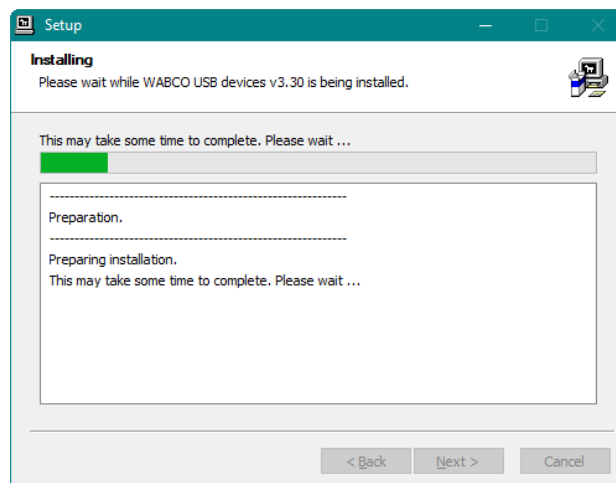 Setup
Installing
Please wait while WABCO USB devices v3.30 is being installed.
This may take some time to complete. Please wait ...
------------------------------------------------------------
Preparation.
------------------------------------------------------------
Preparing installation.
This may take some time to complete. Please wait ...
< Back Next > Cancel